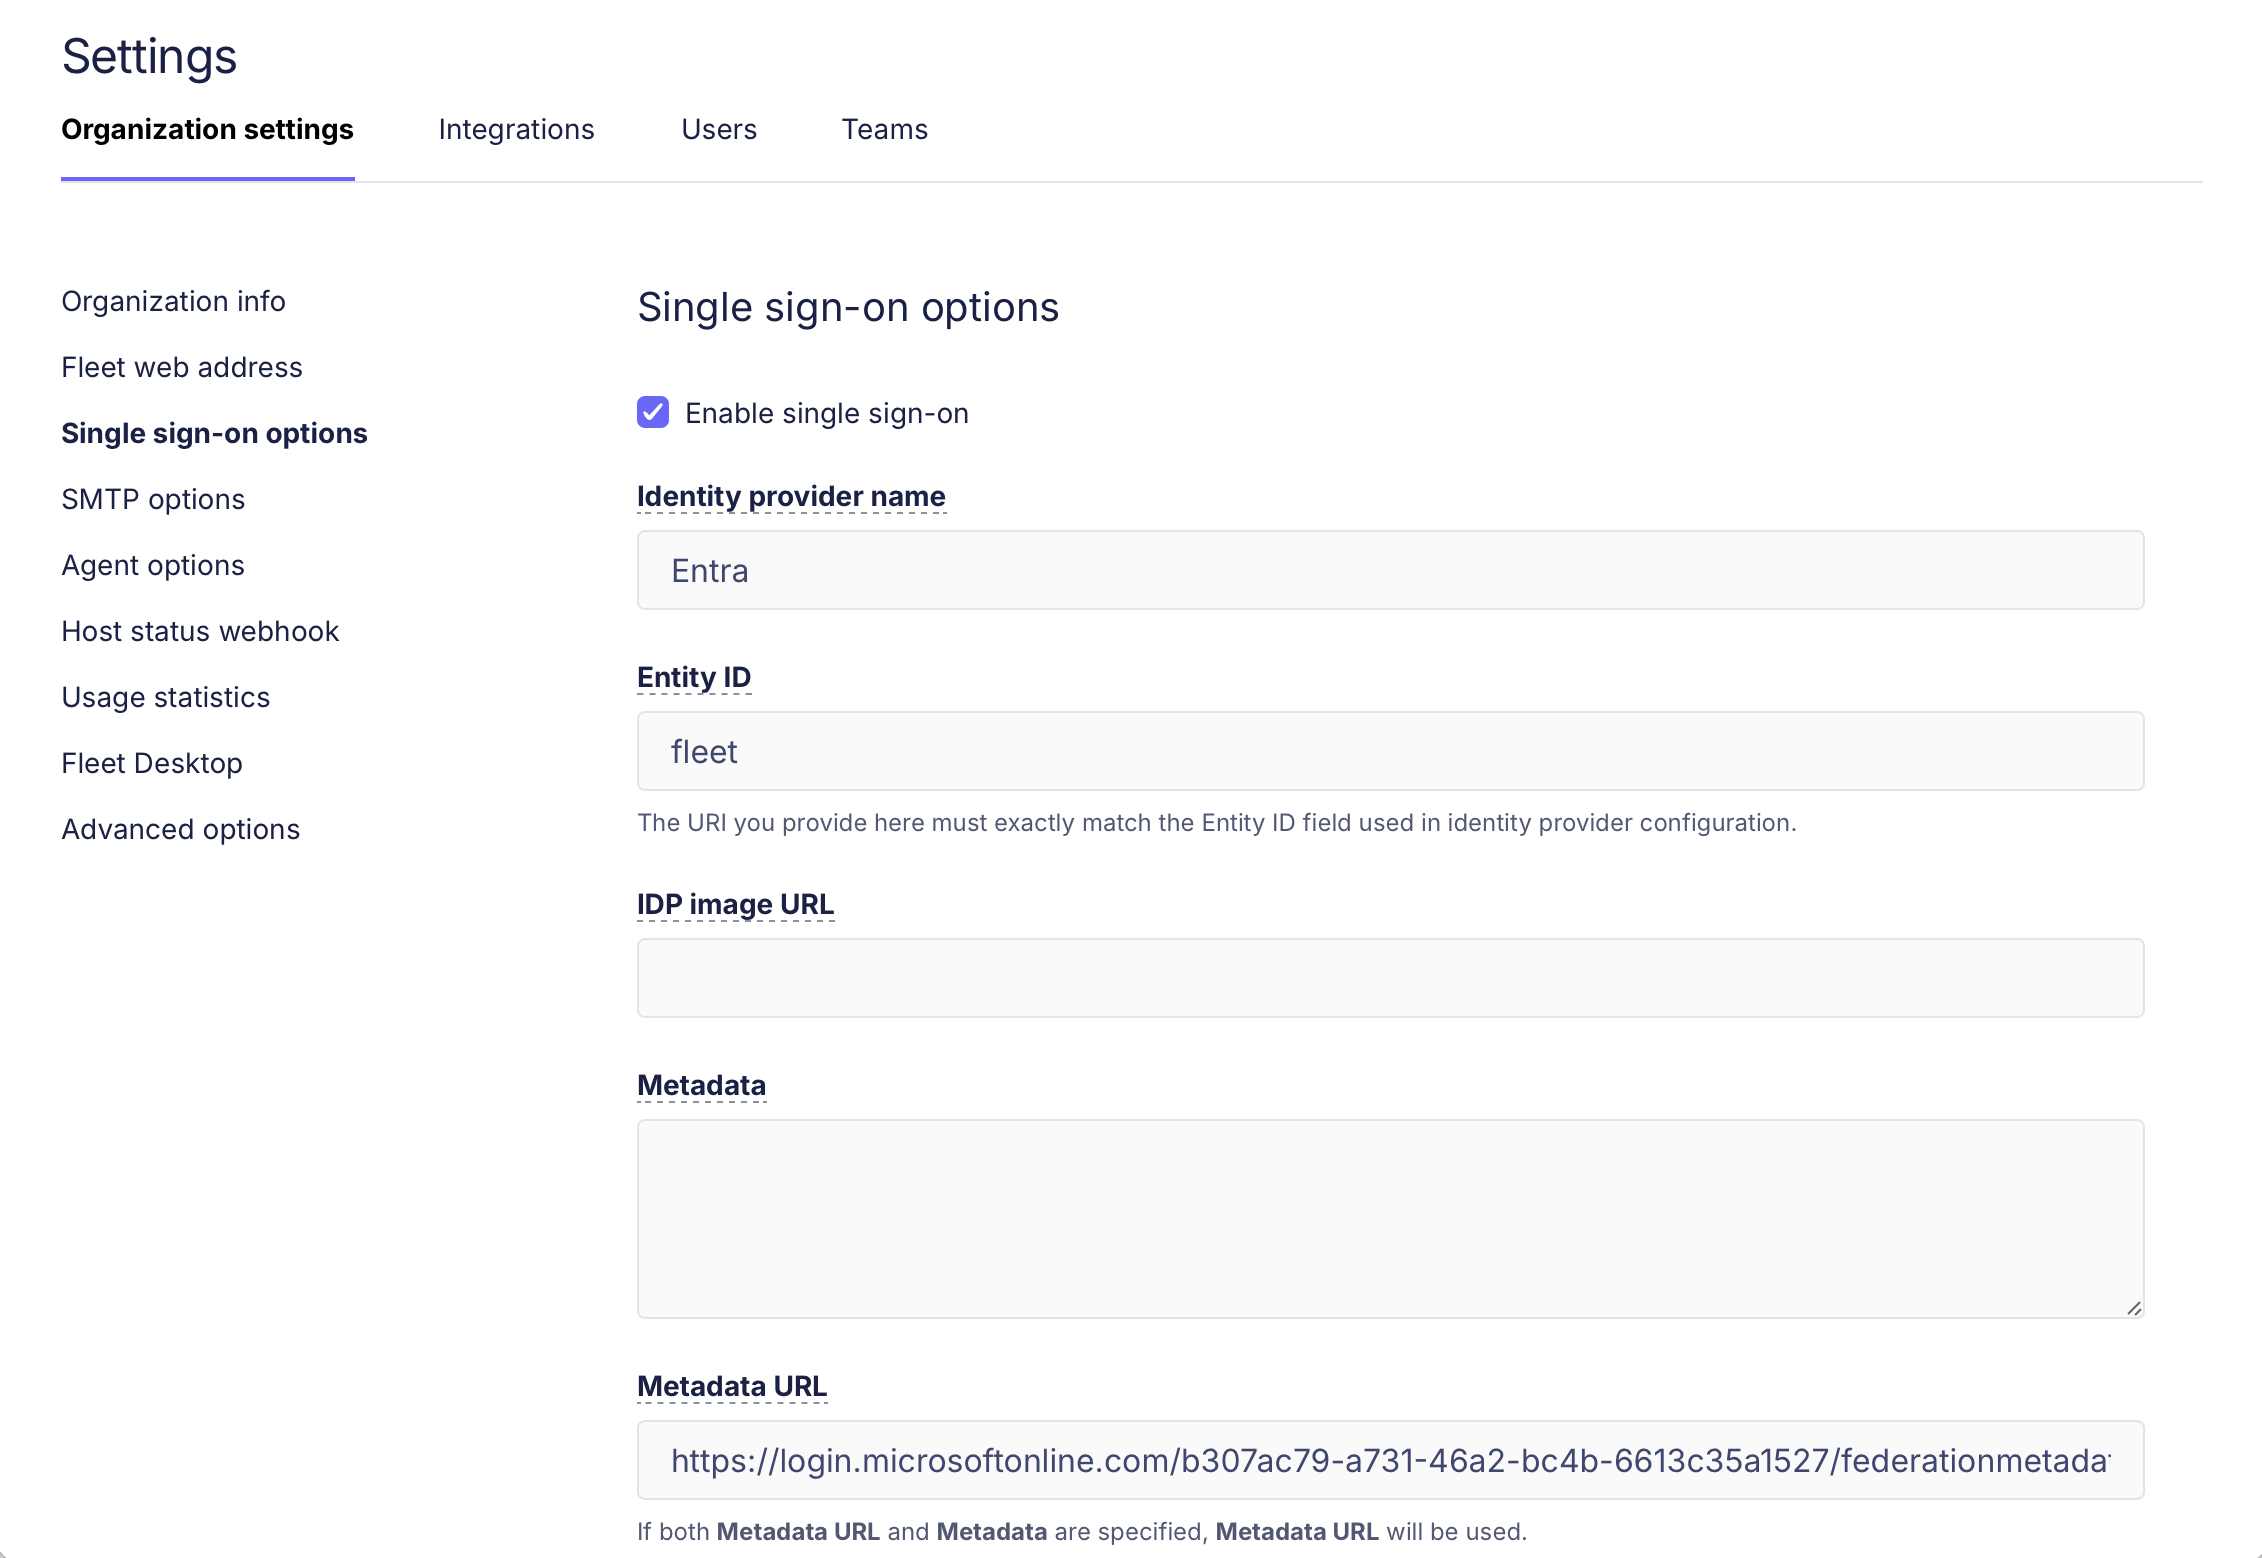 Settings
Organization settings Integrations Users Teams
Organization info
Fleet web address
Single sign-on options
SMTP options
Agent options
Host status webhook
Usage statistics
Fleet Desktop
Advanced options
Single sign-on options
Enable single sign-on
Identity provider name
Entra
Entity ID
fleet
The URI you provide here must exactly match the Entity ID field used in identity provider configuration.
IDP image URL
Metadata
Metadata URL
https://login.microsoftonline.com/b307ac79-a731-46a2-bc4b-6613c35a1527/federationmetada
If both Metadata URL and Metadata are specified, Metadata URL will be used.